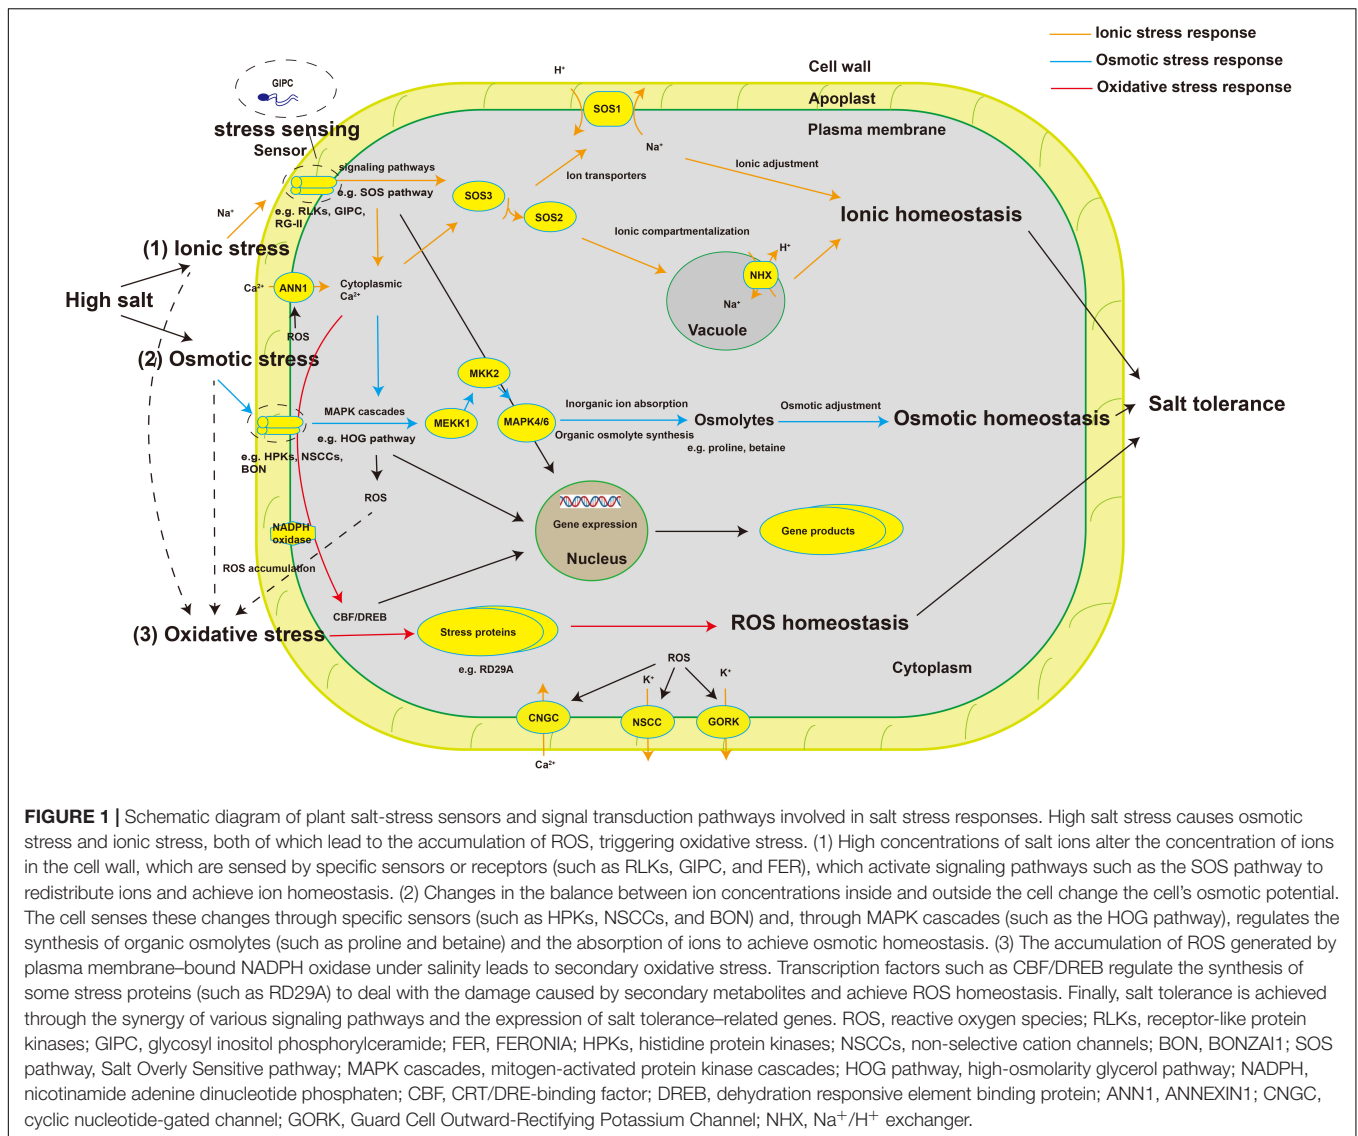 Ionic stress response
Osmotic stress response
Oxidative stress response
Cell wall
Apoplast
Plasma membrane
H⁺
SOS1
Na⁺
GIPC
stress sensing
Sensor
signaling pathways
e.g. SOS pathway
e.g. RLKs, GIPC,
RG-II
Na⁺
SOS3
SOS2
Ion transporters
Ionic adjustment
Ionic homeostasis
Ionic compartmentalization
H⁺
NHX
Na⁺
Vacuole
(1) Ionic stress
Ca²⁺
ANN1
Cytoplasmic
Ca²⁺
High salt
ROS
(2) Osmotic stress
MAPK cascades
e.g. HOG pathway
e.g. HPKs, NSCCs,
BON
MEKK1
MKK2
MAPK4/6
Inorganic ion absorption
Organic osmolyte synthesis
Osmolytes
e.g. proline, betaine
Osmotic adjustment
Osmotic homeostasis
Salt tolerance
ROS
NADPH
oxidase
ROS accumulation
Gene expression
Nucleus
Gene products
CBF/DREB
(3) Oxidative stress
Stress proteins
e.g. RD29A
ROS homeostasis
Cytoplasm
ROS
K⁺
K⁺
CNGC
NSCC
GORK
Ca²⁺
FIGURE 1 | Schematic diagram of plant salt-stress sensors and signal transduction pathways involved in salt stress responses. High salt stress causes osmotic
stress and ionic stress, both of which lead to the accumulation of ROS, triggering oxidative stress. (1) High concentrations of salt ions alter the concentration of ions
in the cell wall, which are sensed by specific sensors or receptors (such as RLKs, GIPC, and FER), which activate signaling pathways such as the SOS pathway to
redistribute ions and achieve ion homeostasis. (2) Changes in the balance between ion concentrations inside and outside the cell change the cell's osmotic potential.
The cell senses these changes through specific sensors (such as HPKs, NSCCs, and BON) and, through MAPK cascades (such as the HOG pathway), regulates the
synthesis of organic osmolytes (such as proline and betaine) and the absorption of ions to achieve osmotic homeostasis. (3) The accumulation of ROS generated by
plasma membrane–bound NADPH oxidase under salinity leads to secondary oxidative stress. Transcription factors such as CBF/DREB regulate the synthesis of
some stress proteins (such as RD29A) to deal with the damage caused by secondary metabolites and achieve ROS homeostasis. Finally, salt tolerance is achieved
through the synergy of various signaling pathways and the expression of salt tolerance–related genes. ROS, reactive oxygen species; RLKs, receptor-like protein
kinases; GIPC, glycosyl inositol phosphorylceramide; FER, FERONIA; HPKs, histidine protein kinases; NSCCs, non-selective cation channels; BON, BONZAI1; SOS
pathway, Salt Overly Sensitive pathway; MAPK cascades, mitogen-activated protein kinase cascades; HOG pathway, high-osmolarity glycerol pathway; NADPH,
nicotinamide adenine dinucleotide phosphaten; CBF, CRT/DRE-binding factor; DREB, dehydration responsive element binding protein; ANN1, ANNEXIN1; CNGC,
cyclic nucleotide-gated channel; GORK, Guard Cell Outward-Rectifying Potassium Channel; NHX, Na⁺/H⁺ exchanger.